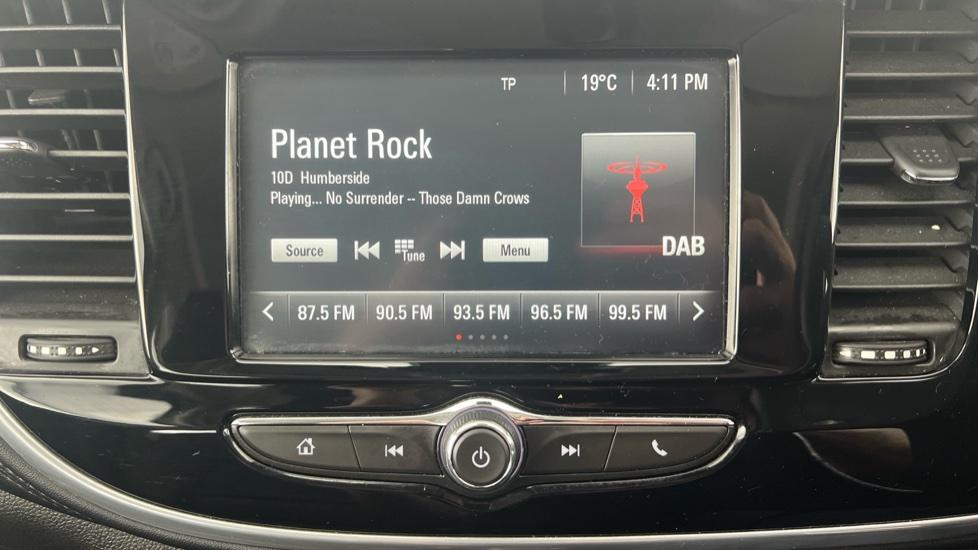 TP 19°C 4:11 PM
Planet Rock
10D Humberside
Playing... No Surrender -- Those Damn Crows
DAB
Source Tune Menu
87.5 FM 90.5 FM 93.5 FM 96.5 FM 99.5 FM